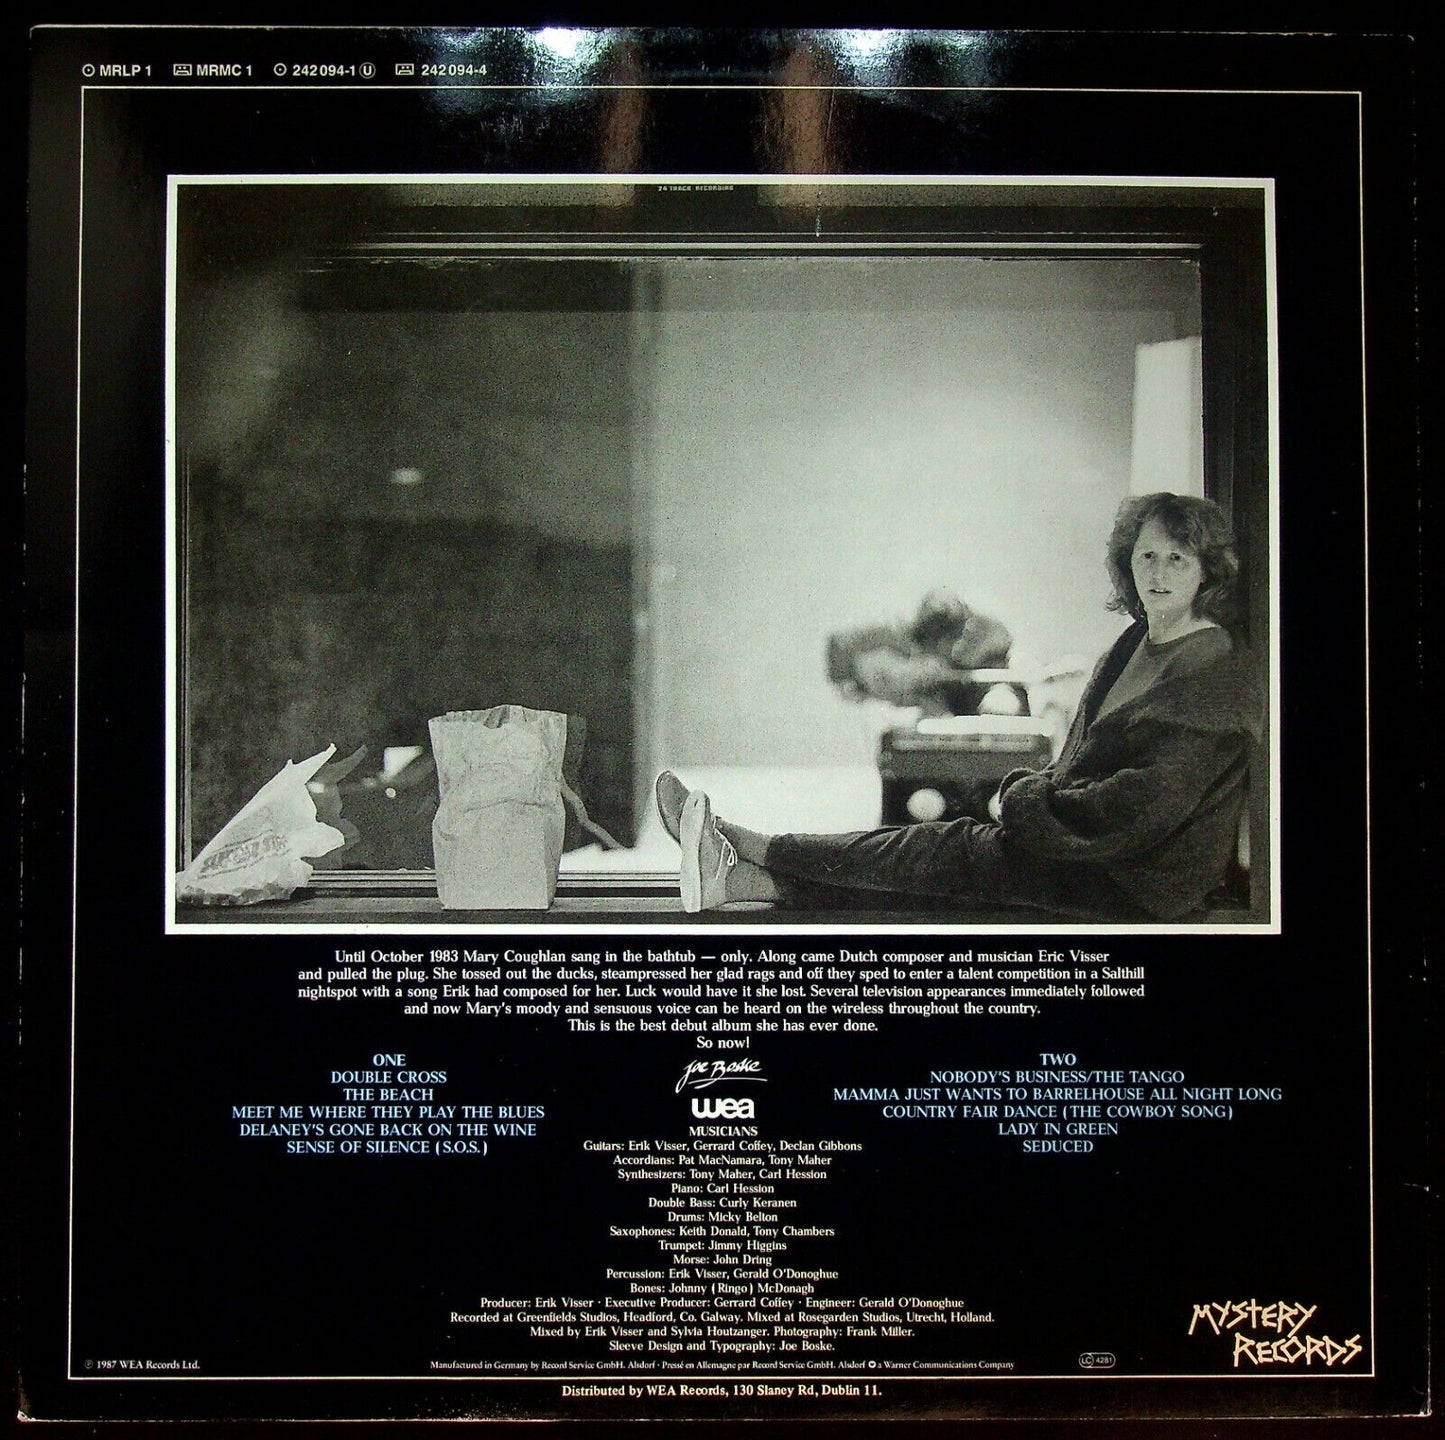 MRLP 1 MRMC 1 242 094-1 U 242 094-4
24 TRACK RECORDING
Until October 1983 Mary Coughlan sang in the bathtub — only. Along came Dutch composer and musician Eric Visser
and pulled the plug. She tossed out the ducks, steampressed her glad rags and off they sped to enter a talent competition in a Salthill
nightspot with a song Erik had composed for her. Luck would have it she lost. Several television appearances immediately followed
and now Mary's moody and sensuous voice can be heard on the wireless throughout the country.
This is the best debut album she has ever done.
So now!
Joe Boske
ONE
DOUBLE CROSS
THE BEACH
MEET ME WHERE THEY PLAY THE BLUES
DELANEY'S GONE BACK ON THE WINE
SENSE OF SILENCE (S.O.S.)
TWO
NOBODY'S BUSINESS/THE TANGO
MAMMA JUST WANTS TO BARRELHOUSE ALL NIGHT LONG
COUNTRY FAIR DANCE (THE COWBOY SONG)
LADY IN GREEN
SEDUCED
wea
MUSICIANS
Guitars: Erik Visser, Gerrard Coffey, Declan Gibbons
Accordians: Pat MacNamara, Tony Maher
Synthesizers: Tony Maher, Carl Hession
Piano: Carl Hession
Double Bass: Curly Keranen
Drums: Micky Belton
Saxophones: Keith Donald, Tony Chambers
Trumpet: Jimmy Higgins
Morse: John Dring
Percussion: Erik Visser, Gerald O'Donoghue
Bones: Johnny (Ringo) McDonagh
Producer: Erik Visser · Executive Producer: Gerrard Coffey · Engineer: Gerald O'Donoghue
Recorded at Greenfields Studios, Headford, Co. Galway. Mixed at Rosegarden Studios, Utrecht, Holland.
Mixed by Erik Visser and Sylvia Houtzanger. Photography: Frank Miller.
Sleeve Design and Typography: Joe Boske.
MYSTERY
RECORDS
℗ 1987 WEA Records Ltd.
Manufactured in Germany by Record Service GmbH. Alsdorf · Pressé en Allemagne par Record Service GmbH. Alsdorf a Warner Communications Company
LC 4281
Distributed by WEA Records, 130 Slaney Rd, Dublin 11.